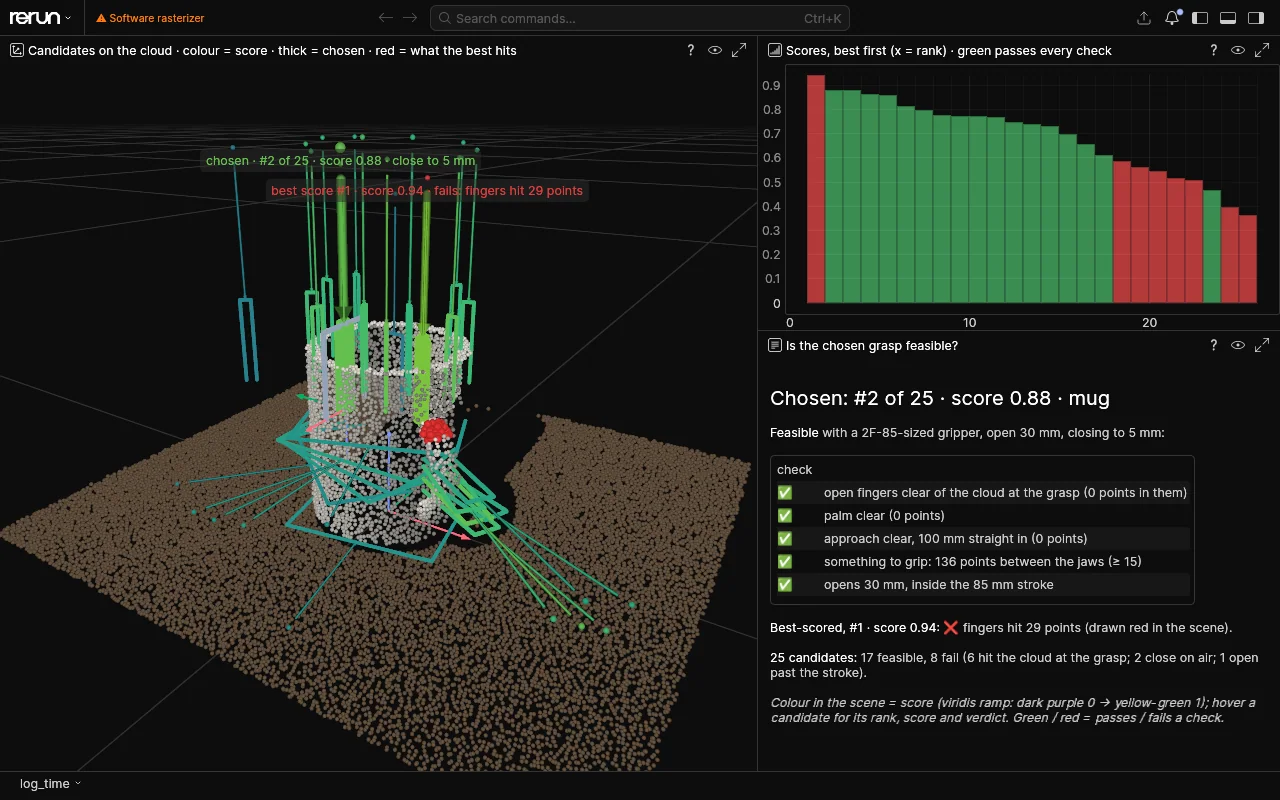 rerun
Software rasterizer
Search commands...
Ctrl+K
Candidates on the cloud · colour = score · thick = chosen · red = what the best hits
?
chosen · #2 of 25 · score 0.88 · close to 5 mm
best score #1 · score 0.94 · fails: fingers hit 29 points
Scores, best first (x = rank) · green passes every check
?
0.9
0.8
0.7
0.6
0.5
0.4
0.3
0.2
0.1
0
0
10
20
Is the chosen grasp feasible?
?
Chosen: #2 of 25 · score 0.88 · mug
Feasible with a 2F-85-sized gripper, open 30 mm, closing to 5 mm:
check
✅ open fingers clear of the cloud at the grasp (0 points in them)
✅ palm clear (0 points)
✅ approach clear, 100 mm straight in (0 points)
✅ something to grip: 136 points between the jaws (≥ 15)
✅ opens 30 mm, inside the 85 mm stroke
Best-scored, #1 · score 0.94: ❌ fingers hit 29 points (drawn red in the scene).
25 candidates: 17 feasible, 8 fail (6 hit the cloud at the grasp; 2 close on air; 1 open
past the stroke).
Colour in the scene = score (viridis ramp: dark purple 0 → yellow-green 1); hover a
candidate for its rank, score and verdict. Green / red = passes / fails a check.
log_time